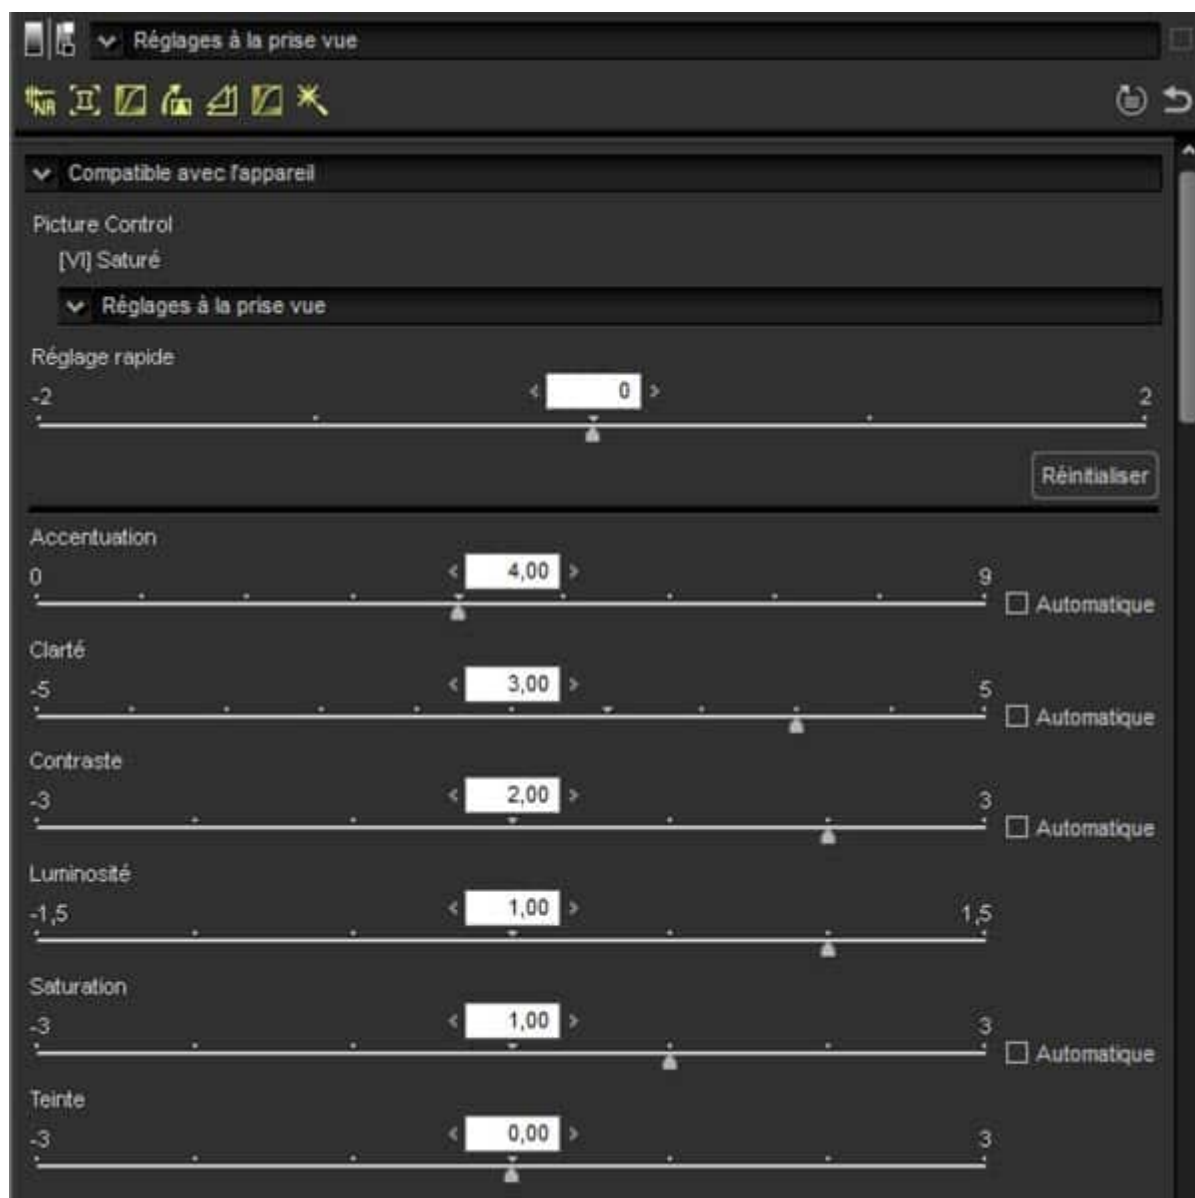 Réglages à la prise vue
NR
Compatible avec l'appareil
Picture Control
[VI] Saturé
Réglages à la prise vue
Réglage rapide
-2 < 0 > 2
Réinitialiser
Accentuation
0 < 4,00 > 9
Automatique
Clarté
-5 < 3,00 > 5
Automatique
Contraste
-3 < 2,00 > 3
Automatique
Luminosité
-1,5 < 1,00 > 1,5
Saturation
-3 < 1,00 > 3
Automatique
Teinte
-3 < 0,00 > 3